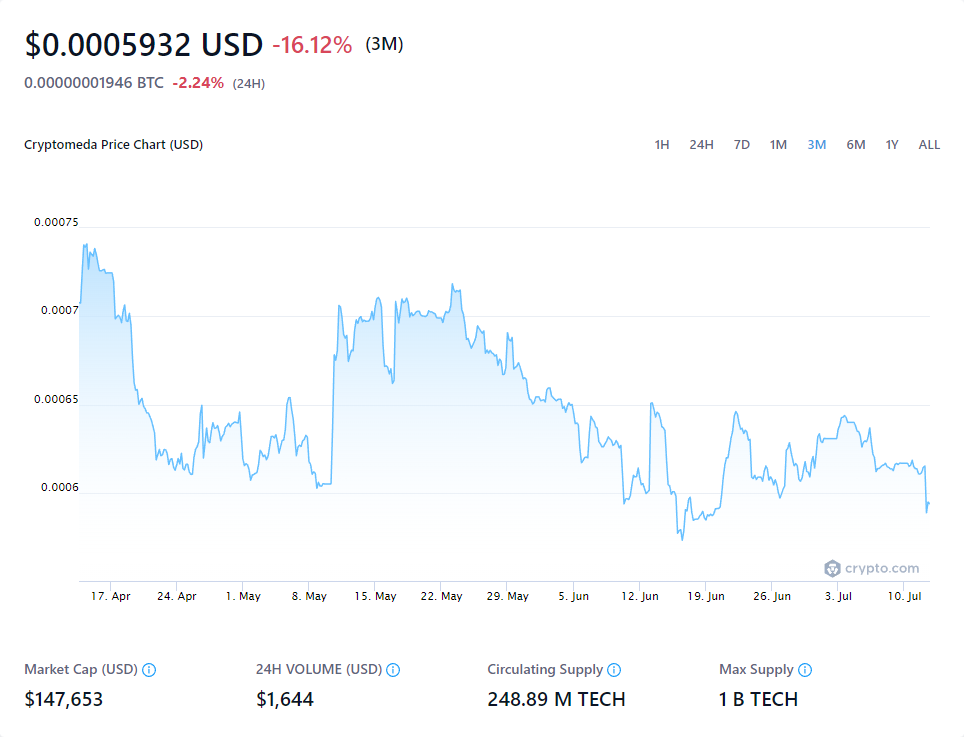 $0.0005932 USD -16.12% (3M)
0.00000001946 BTC -2.24% (24H)
Cryptomeda Price Chart (USD) 1H 24H 7D 1M 3M 6M 1Y ALL
0.00075
0.0007
0.00065
0.0006
crypto.com
17. Apr 24. Apr 1. May 8. May 15. May 22. May 29. May 5. Jun 12. Jun 19. Jun 26. Jun 3. Jul 10. Jul
Market Cap (USD) 24H VOLUME (USD) Circulating Supply Max Supply
$147,653 $1,644 248.89 M TECH 1 B TECH